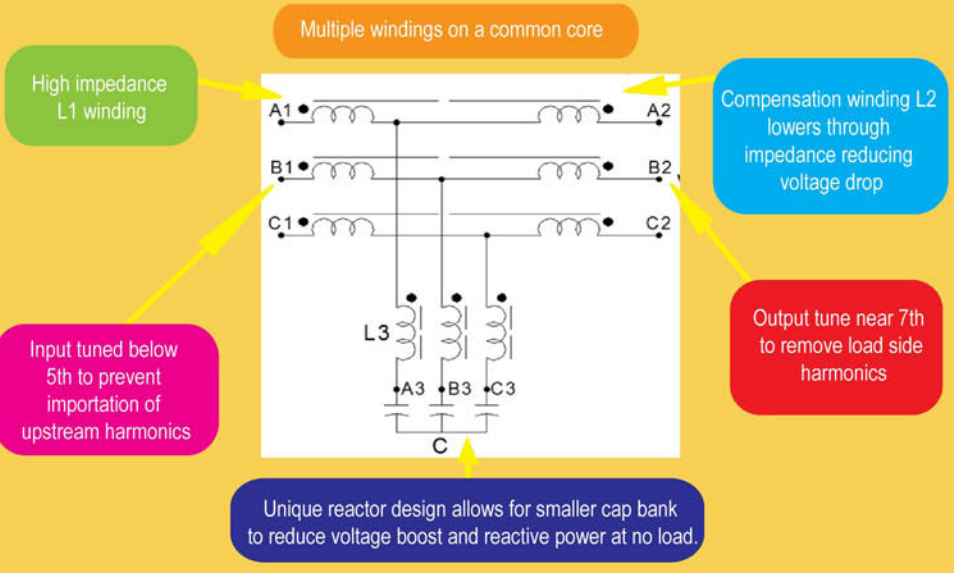 Multiple windings on a common core
High impedance
L1 winding
Compensation winding L2
lowers through
impedance reducing
voltage drop
A1
A2
B1
B2
C1
C2
L3
A3
B3
C3
C
Input tuned below
5th to prevent
importation of
upstream harmonics
Output tune near 7th
to remove load side
harmonics
Unique reactor design allows for smaller cap bank
to reduce voltage boost and reactive power at no load.